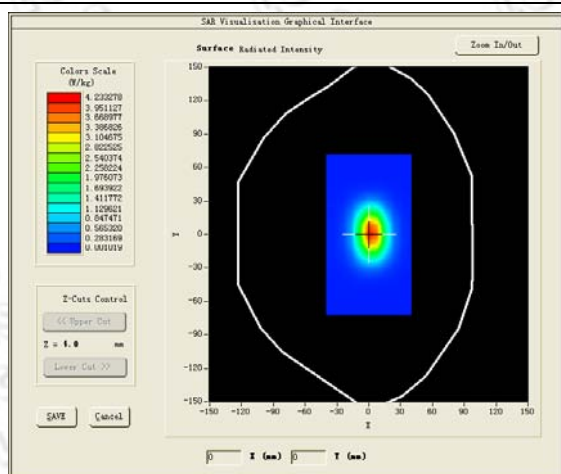 SAR Visualisation Graphical Interface
Surface Radiated Intensity
Zoom In/Out
Colors Scale
(W/kg)
4.233278
3.951127
3.668977
3.386826
3.104675
2.822525
2.540374
2.258224
1.976073
1.693922
1.411772
1.129621
0.847471
0.565320
0.283169
0.001019
Z-Cuts Control
<< Upper Cut
Z = 4.0 mm
Lower Cut >>
SAVE
Cancel
150
120
90
60
30
0
-30
-60
-90
-120
-150
Y
-150 -120 -90 -60 -30 0 30 60 90 120 150
X
0 X (mm) 0 Y (mm)